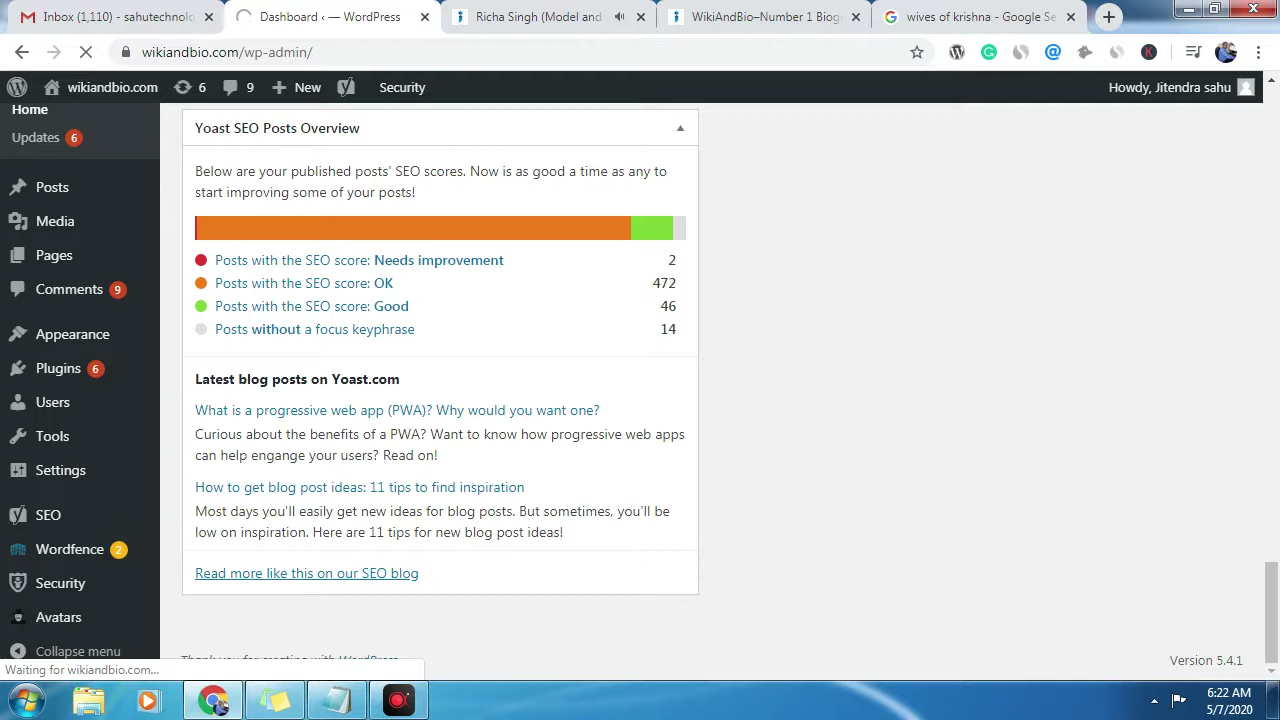 Inbox (1,110) - sahutechnol
Dashboard ‹ — WordPress
Richa Singh (Model and
WikiAndBio–Number 1 Biog
wives of krishna - Google Se
wikiandbio.com/wp-admin/
wikiandbio.com
6
9
New
Security
Howdy, Jitendra sahu
Home
Updates 6
Posts
Media
Pages
Comments 9
Appearance
Plugins 6
Users
Tools
Settings
SEO
Wordfence 2
Security
Avatars
Collapse menu
Yoast SEO Posts Overview
Below are your published posts' SEO scores. Now is as good a time as any to
start improving some of your posts!
Posts with the SEO score: Needs improvement 2
Posts with the SEO score: OK 472
Posts with the SEO score: Good 46
Posts without a focus keyphrase 14
Latest blog posts on Yoast.com
What is a progressive web app (PWA)? Why would you want one?
Curious about the benefits of a PWA? Want to know how progressive web apps
can help engange your users? Read on!
How to get blog post ideas: 11 tips to find inspiration
Most days you'll easily get new ideas for blog posts. But sometimes, you'll be
low on inspiration. Here are 11 tips for new blog post ideas!
Read more like this on our SEO blog
Thank you for creating with WordPress
Version 5.4.1
Waiting for wikiandbio.com...
6:22 AM
5/7/2020